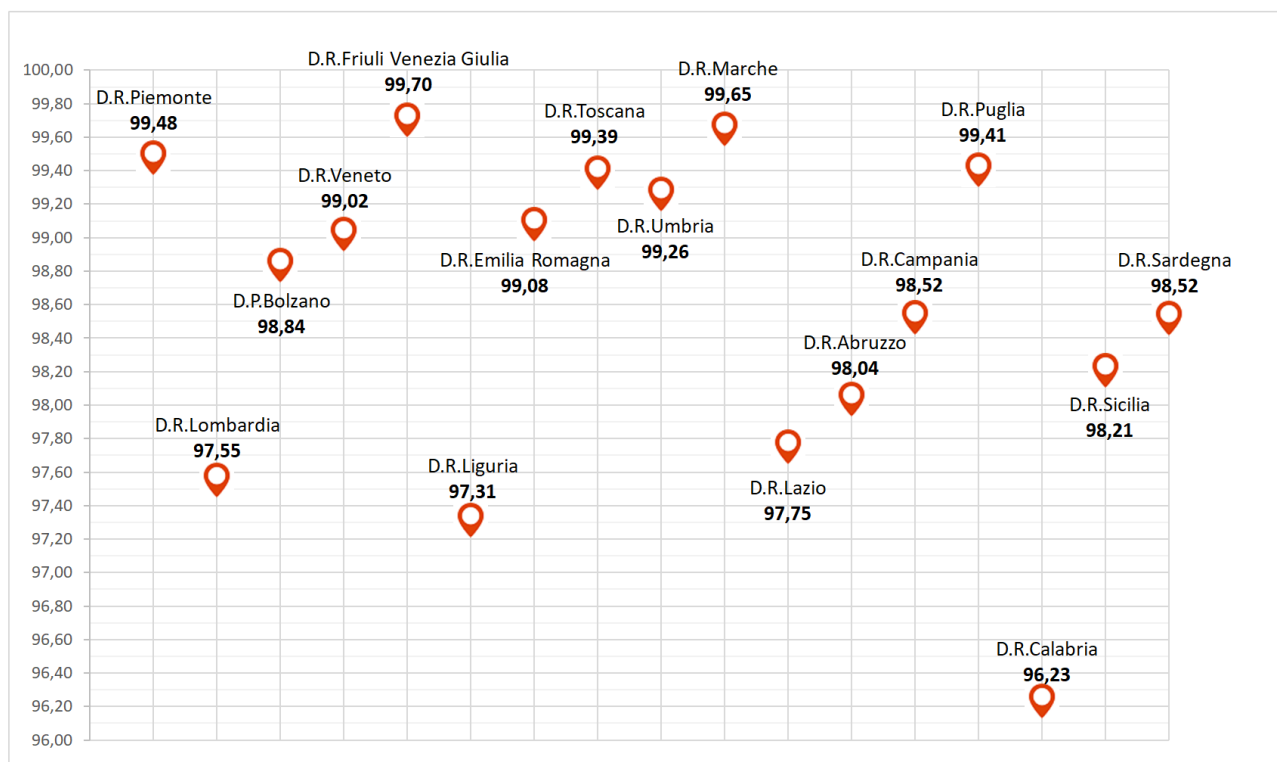 100,00
99,80
99,60
99,40
99,20
99,00
98,80
98,60
98,40
98,20
98,00
97,80
97,60
97,40
97,20
97,00
96,80
96,60
96,40
96,20
96,00
D.R.Piemonte
99,48
D.R.Lombardia
97,55
D.P.Bolzano
98,84
D.R.Veneto
99,02
D.R.Friuli Venezia Giulia
99,70
D.R.Liguria
97,31
D.R.Emilia Romagna
99,08
D.R.Toscana
99,39
D.R.Umbria
99,26
D.R.Marche
99,65
D.R.Lazio
97,75
D.R.Abruzzo
98,04
D.R.Campania
98,52
D.R.Puglia
99,41
D.R.Calabria
96,23
D.R.Sicilia
98,21
D.R.Sardegna
98,52